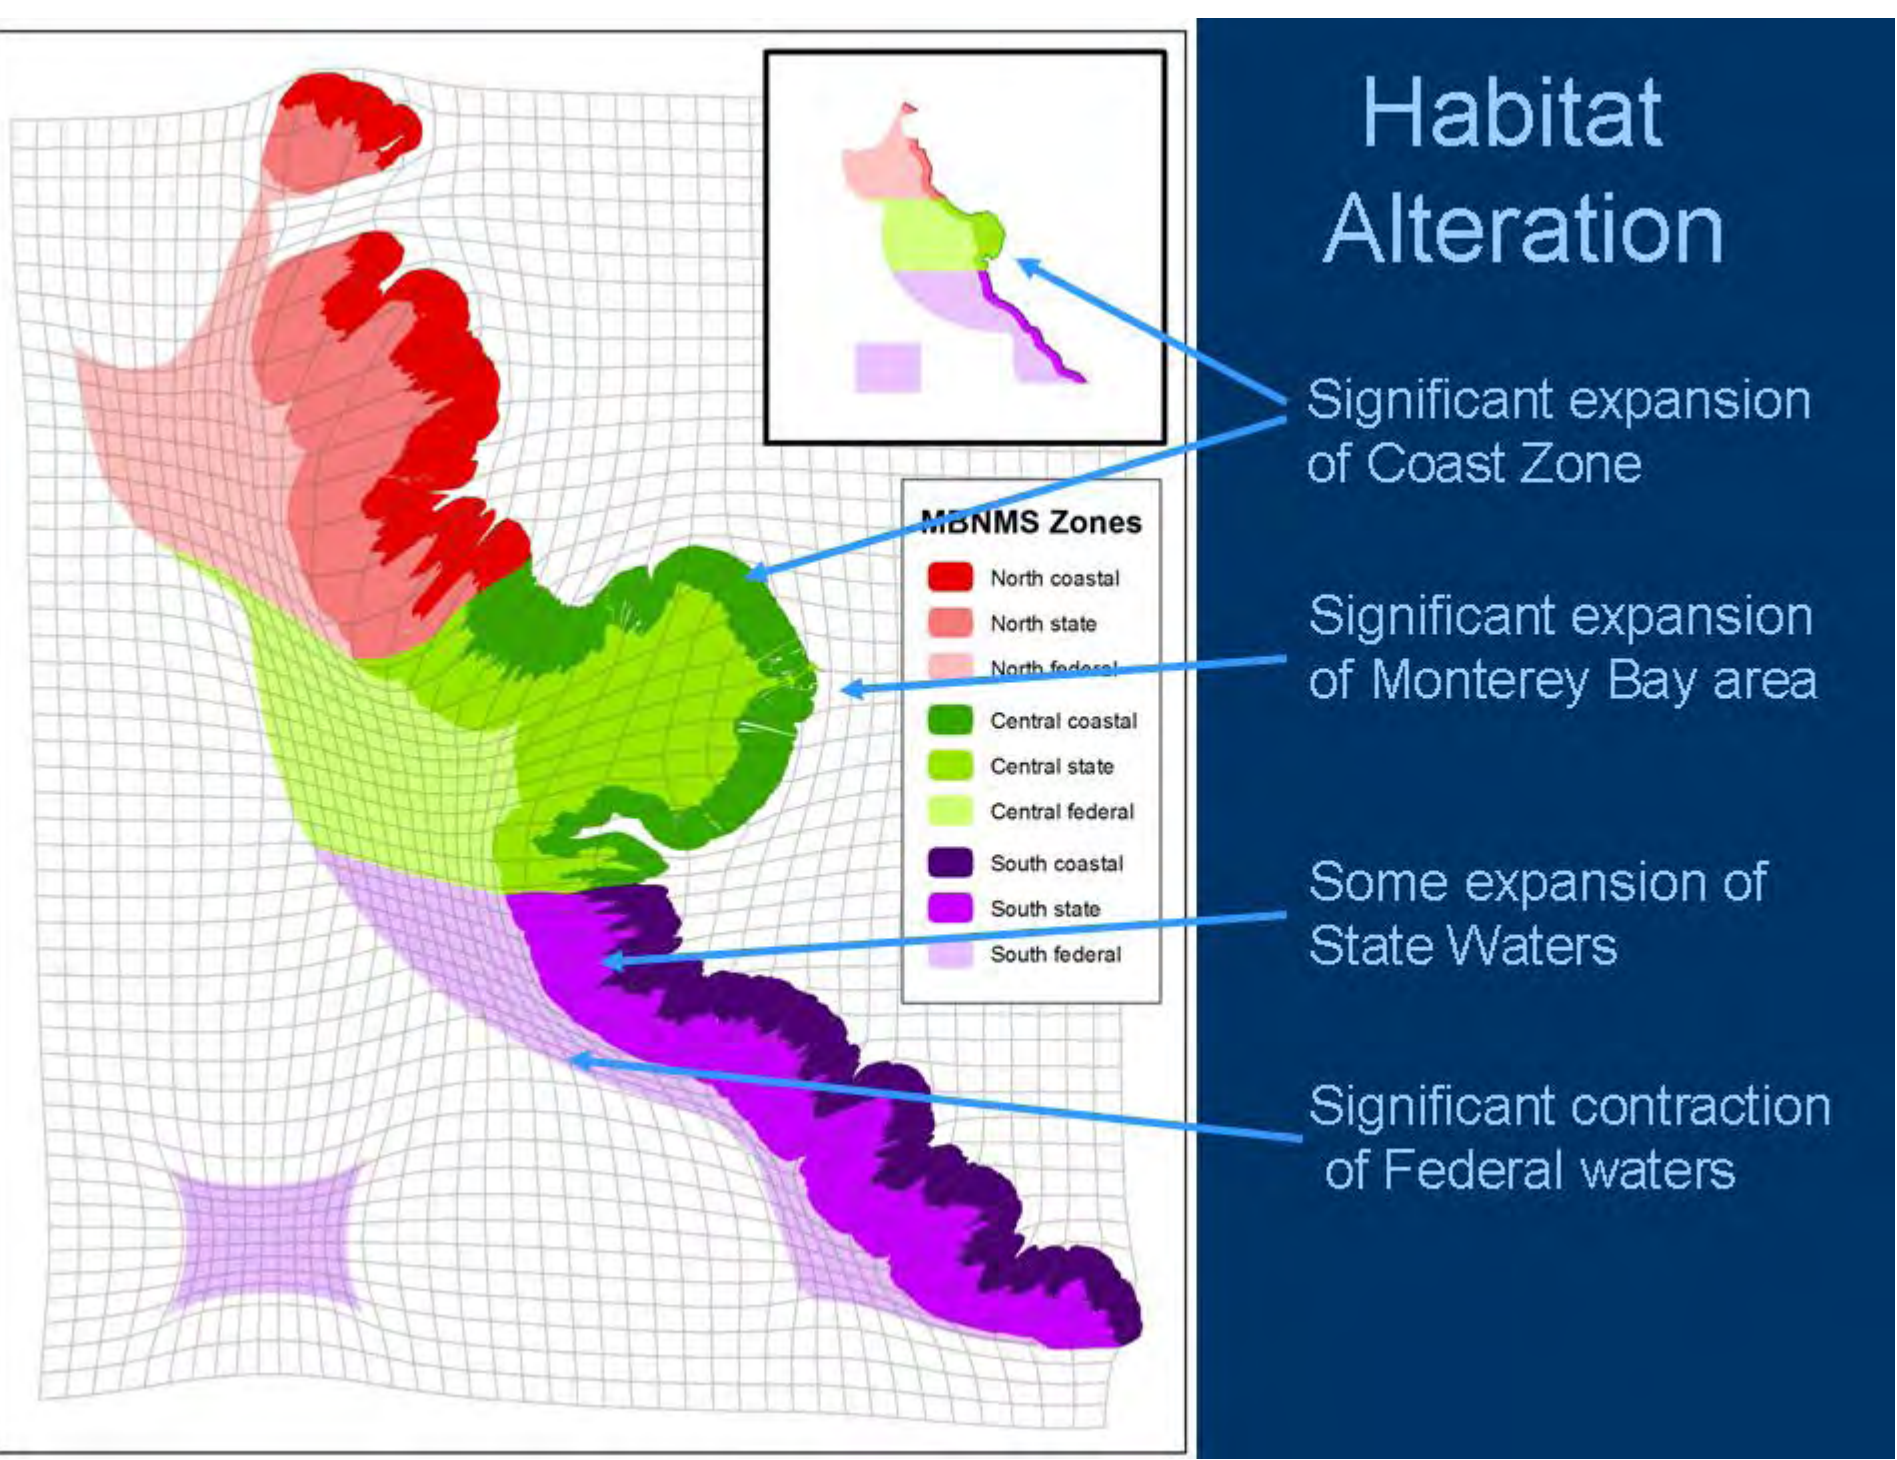 Habitat
Alteration
Significant expansion
of Coast Zone
Significant expansion
of Monterey Bay area
Some expansion of
State Waters
Significant contraction
of Federal waters
MBNMS Zones
North coastal
North state
North federal
Central coastal
Central state
Central federal
South coastal
South state
South federal